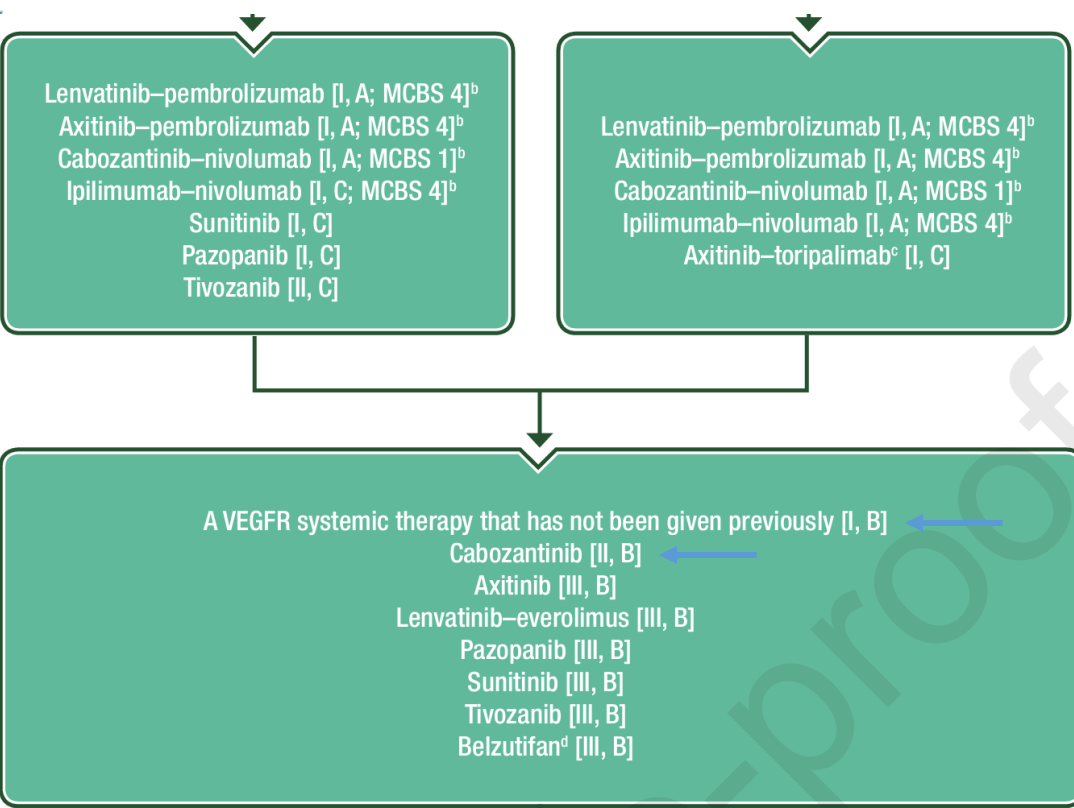 Lenvatinib–pembrolizumab [I, A; MCBS 4]ᵇ
Axitinib–pembrolizumab [I, A; MCBS 4]ᵇ
Cabozantinib–nivolumab [I, A; MCBS 1]ᵇ
Ipilimumab–nivolumab [I, C; MCBS 4]ᵇ
Sunitinib [I, C]
Pazopanib [I, C]
Tivozanib [II, C]
Lenvatinib–pembrolizumab [I, A; MCBS 4]ᵇ
Axitinib–pembrolizumab [I, A; MCBS 4]ᵇ
Cabozantinib–nivolumab [I, A; MCBS 1]ᵇ
Ipilimumab–nivolumab [I, A; MCBS 4]ᵇ
Axitinib–toripalimabᶜ [I, C]
A VEGFR systemic therapy that has not been given previously [I, B]
Cabozantinib [II, B]
Axitinib [III, B]
Lenvatinib–everolimus [III, B]
Pazopanib [III, B]
Sunitinib [III, B]
Tivozanib [III, B]
Belzutifanᵈ [III, B]
-proof